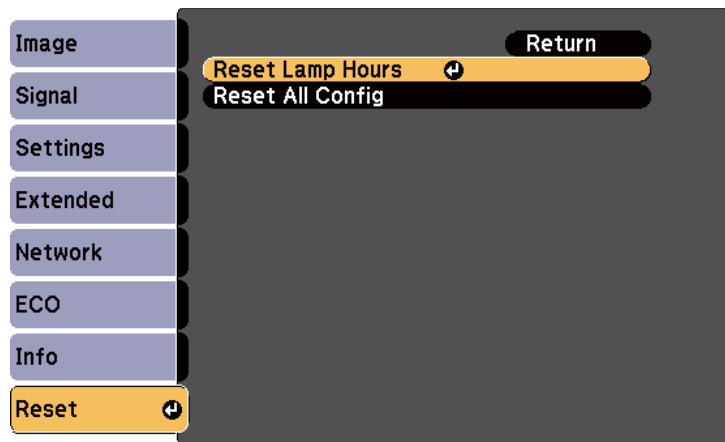 Image
Signal
Settings
Extended
Network
ECO
Info
Reset
Return
Reset Lamp Hours
Reset All Config